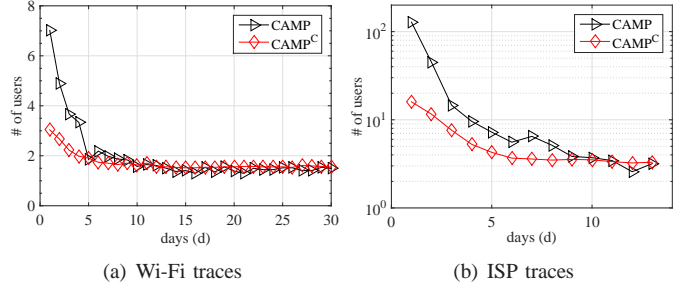 8
6
4
2
0
0 5 10 15 20 25 30
# of users
days (d)
CAMP
CAMP^C
(a) Wi-Fi traces
10^2
10^1
10^0
0 5 10
# of users
days (d)
CAMP
CAMP^C
(b) ISP traces